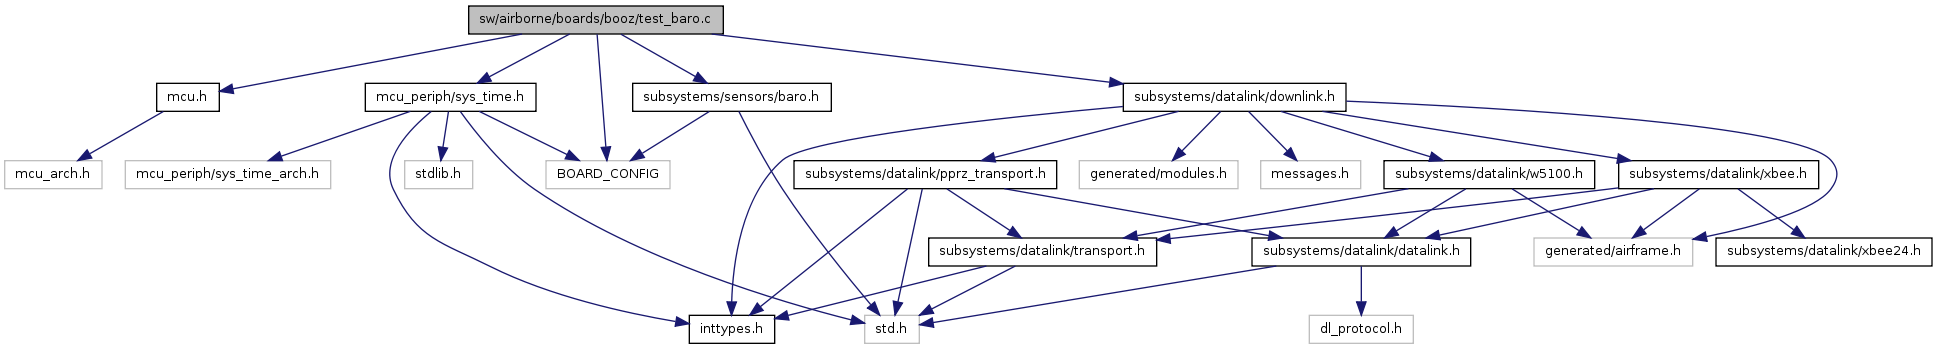 sw/airborne/boards/booz/test_baro.c
mcu.h
mcu_periph/sys_time.h
subsystems/sensors/baro.h
subsystems/datalink/downlink.h
mcu_arch.h
mcu_periph/sys_time_arch.h
stdlib.h
BOARD_CONFIG
subsystems/datalink/pprz_transport.h
generated/modules.h
messages.h
subsystems/datalink/w5100.h
subsystems/datalink/xbee.h
subsystems/datalink/transport.h
subsystems/datalink/datalink.h
generated/airframe.h
subsystems/datalink/xbee24.h
inttypes.h
std.h
dl_protocol.h